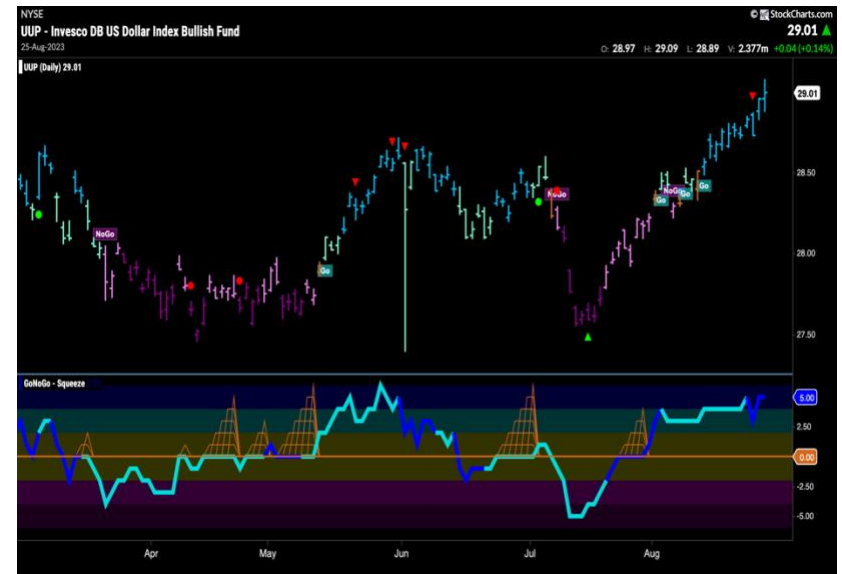 NYSE
© StockCharts.com
UUP - Invesco DB US Dollar Index Bullish Fund
29.01
25-Aug-2023
O: 28.97 H: 29.09 L: 28.89 V: 2.377m +0.04 (+0.14%)
UUP (Daily) 29.01
29.01
28.50
NoGo
NoGo
Go
Go
Go
NoGo
28.00
Go
27.50
GoNoGo - Squeeze
5.00
2.50
0.00
-2.50
-5.00
Apr May Jun Jul Aug